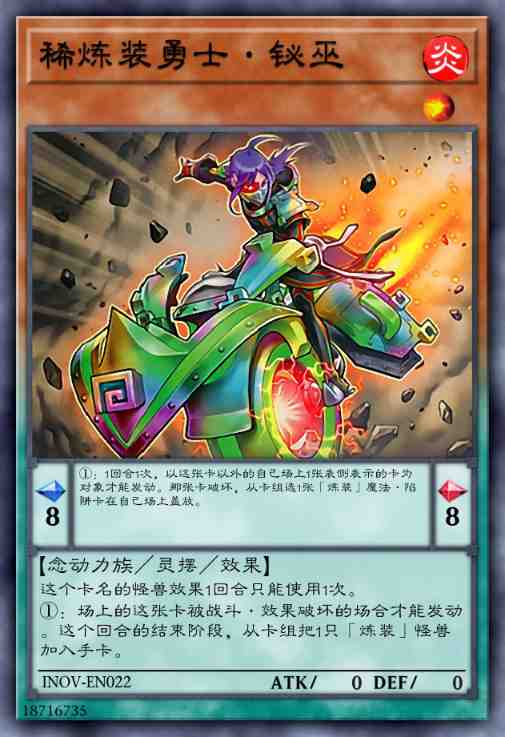 稀炼装勇士·铋巫
炎
①：1回合1次，以这张卡以外的自己场上1张表侧表示的卡为
对象才能发动。那张卡破坏，从卡组选1张「炼装」魔法·陷
阱卡在自己场上盖放。
8
8
【念动力族／灵摆／效果】
这个卡名的怪兽效果1回合只能使用1次。
①：场上的这张卡被战斗·效果破坏的场合才能发动
。这个回合的结束阶段，从卡组把1只「炼装」怪兽
加入手卡。
INOV-EN022 ATK/ 0 DEF/ 0
18716735